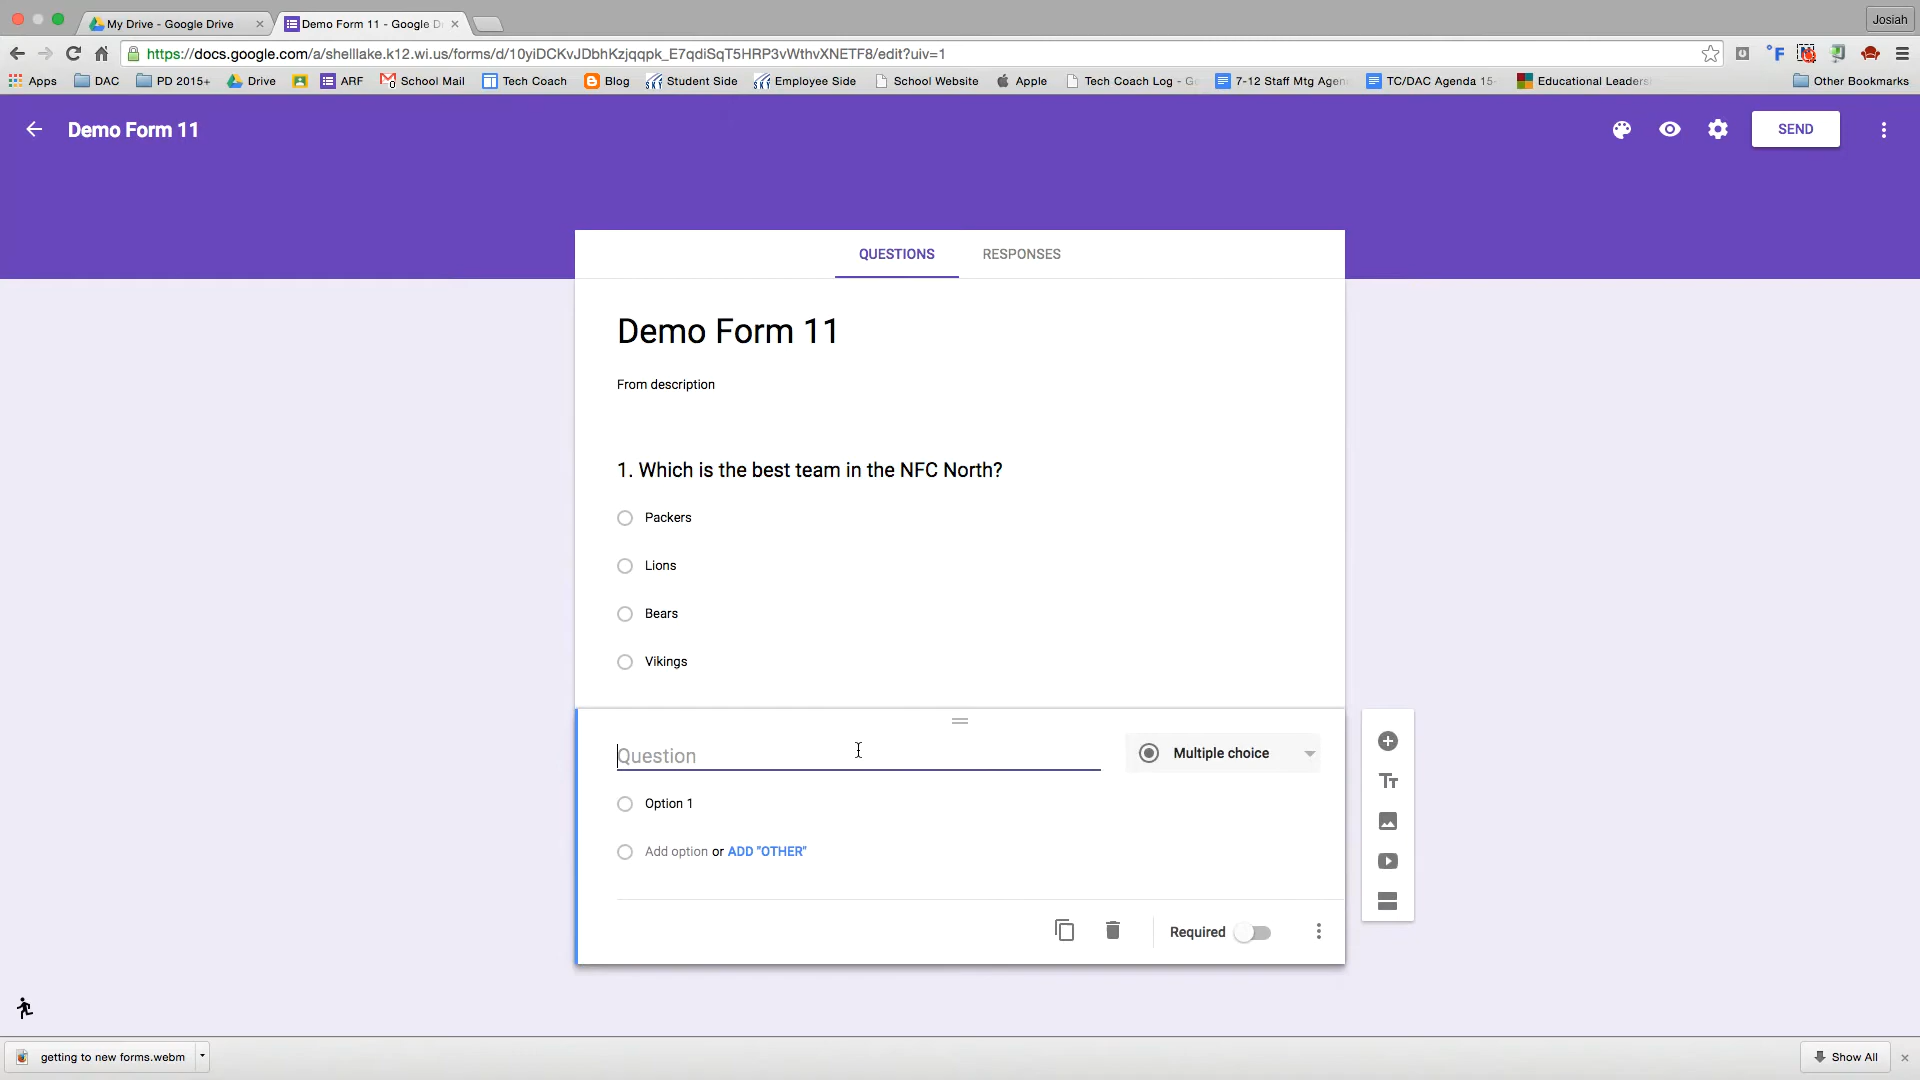 My Drive - Google Drive
Demo Form 11 - Google D
Josiah
https://docs.google.com/a/shelllake.k12.wi.us/forms/d/10yiDCKvJDbhKzjqqpk_E7qdiSqT5HRP3vWthvXNETF8/edit?uiv=1
Apps DAC PD 2015+ Drive ARF School Mail Tech Coach Blog Student Side Employee Side School Website Apple Tech Coach Log - G 7-12 Staff Mtg Agen TC/DAC Agenda 15- Educational Leaders Other Bookmarks
Demo Form 11
SEND
QUESTIONS RESPONSES
Demo Form 11
From description
1. Which is the best team in the NFC North?
Packers
Lions
Bears
Vikings
Question
Multiple choice
Option 1
Add option or ADD "OTHER"
Required
getting to new forms.webm
Show All